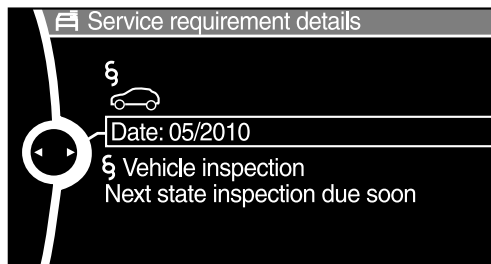 Service requirement details
§
Date: 05/2010
§ Vehicle inspection
Next state inspection due soon